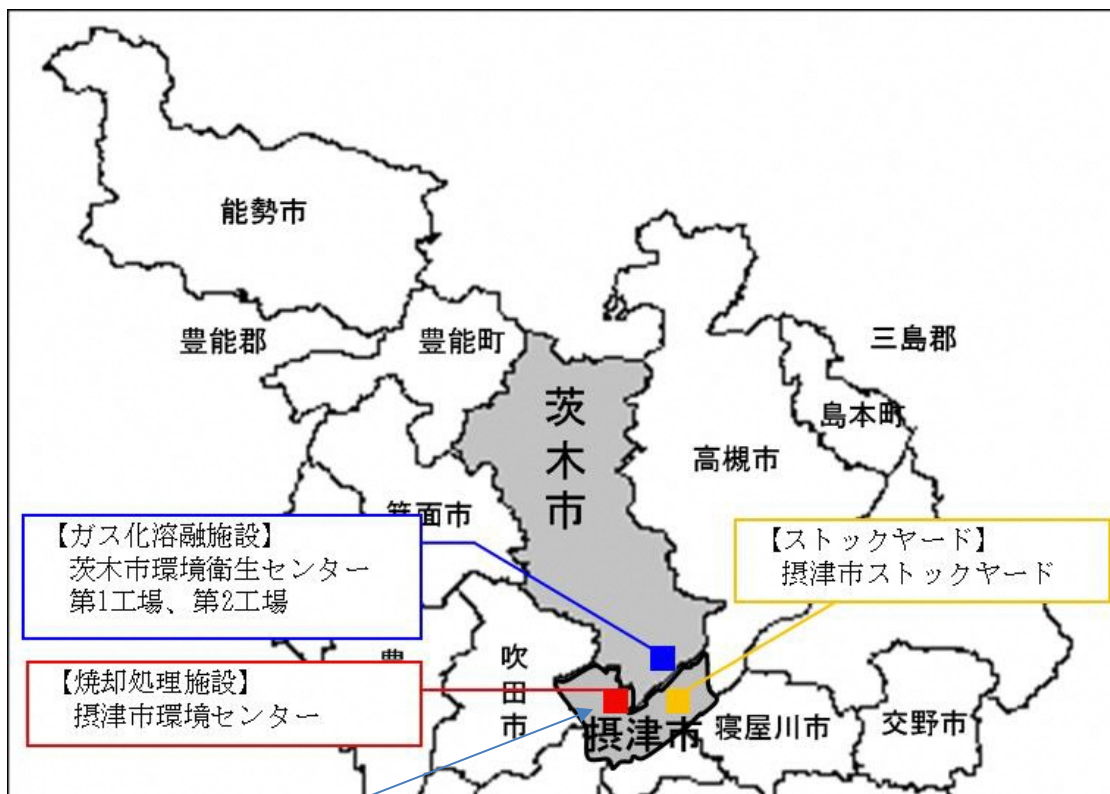 能勢市
豊能郡
豊能町
三島郡
島本町
茨木市
高槻市
箕面市
【ガス化溶融施設】
茨木市環境衛生センター
第1工場、第2工場
【ストックヤード】
摂津市ストックヤード
豊
吹田市
【焼却処理施設】
摂津市環境センター
摂津市
寝屋川市
交野市